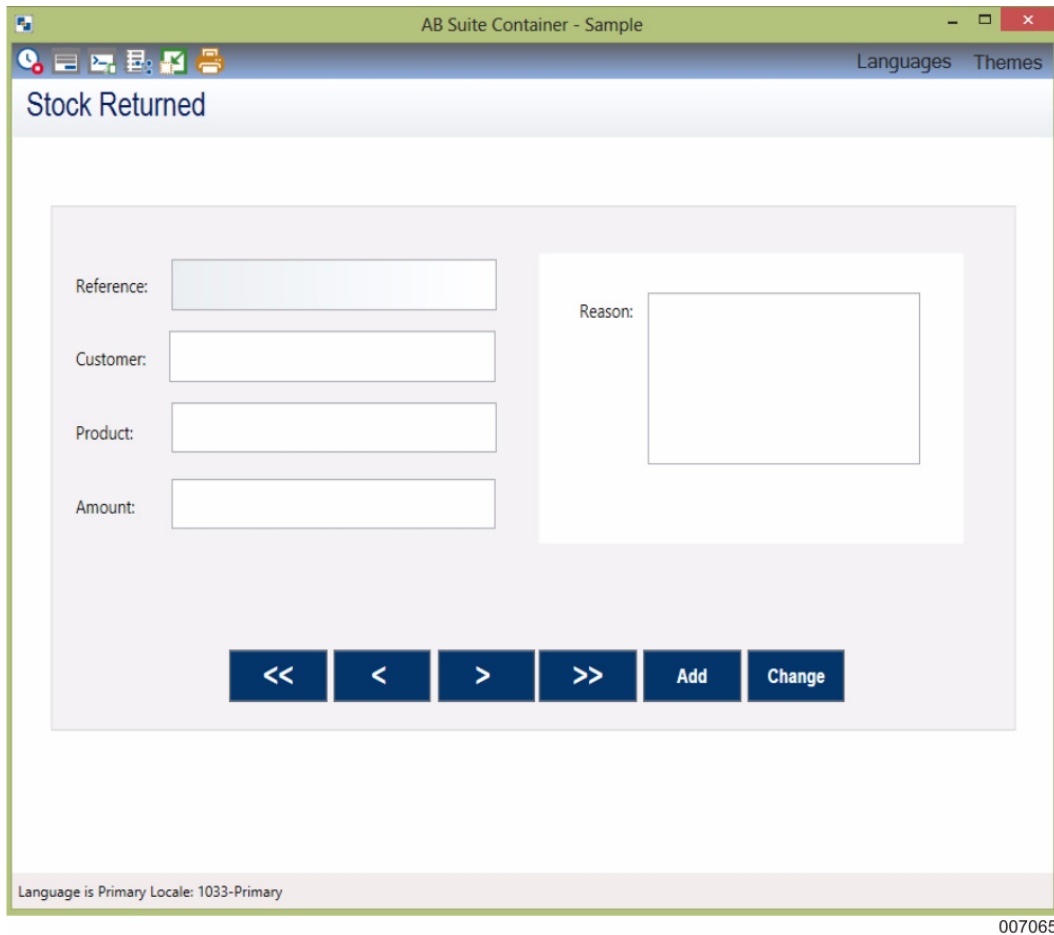 AB Suite Container - Sample
Languages Themes
Stock Returned
Reference:
Customer:
Product:
Amount:
Reason:
<< < > >> Add Change
Language is Primary Locale: 1033-Primary
007065